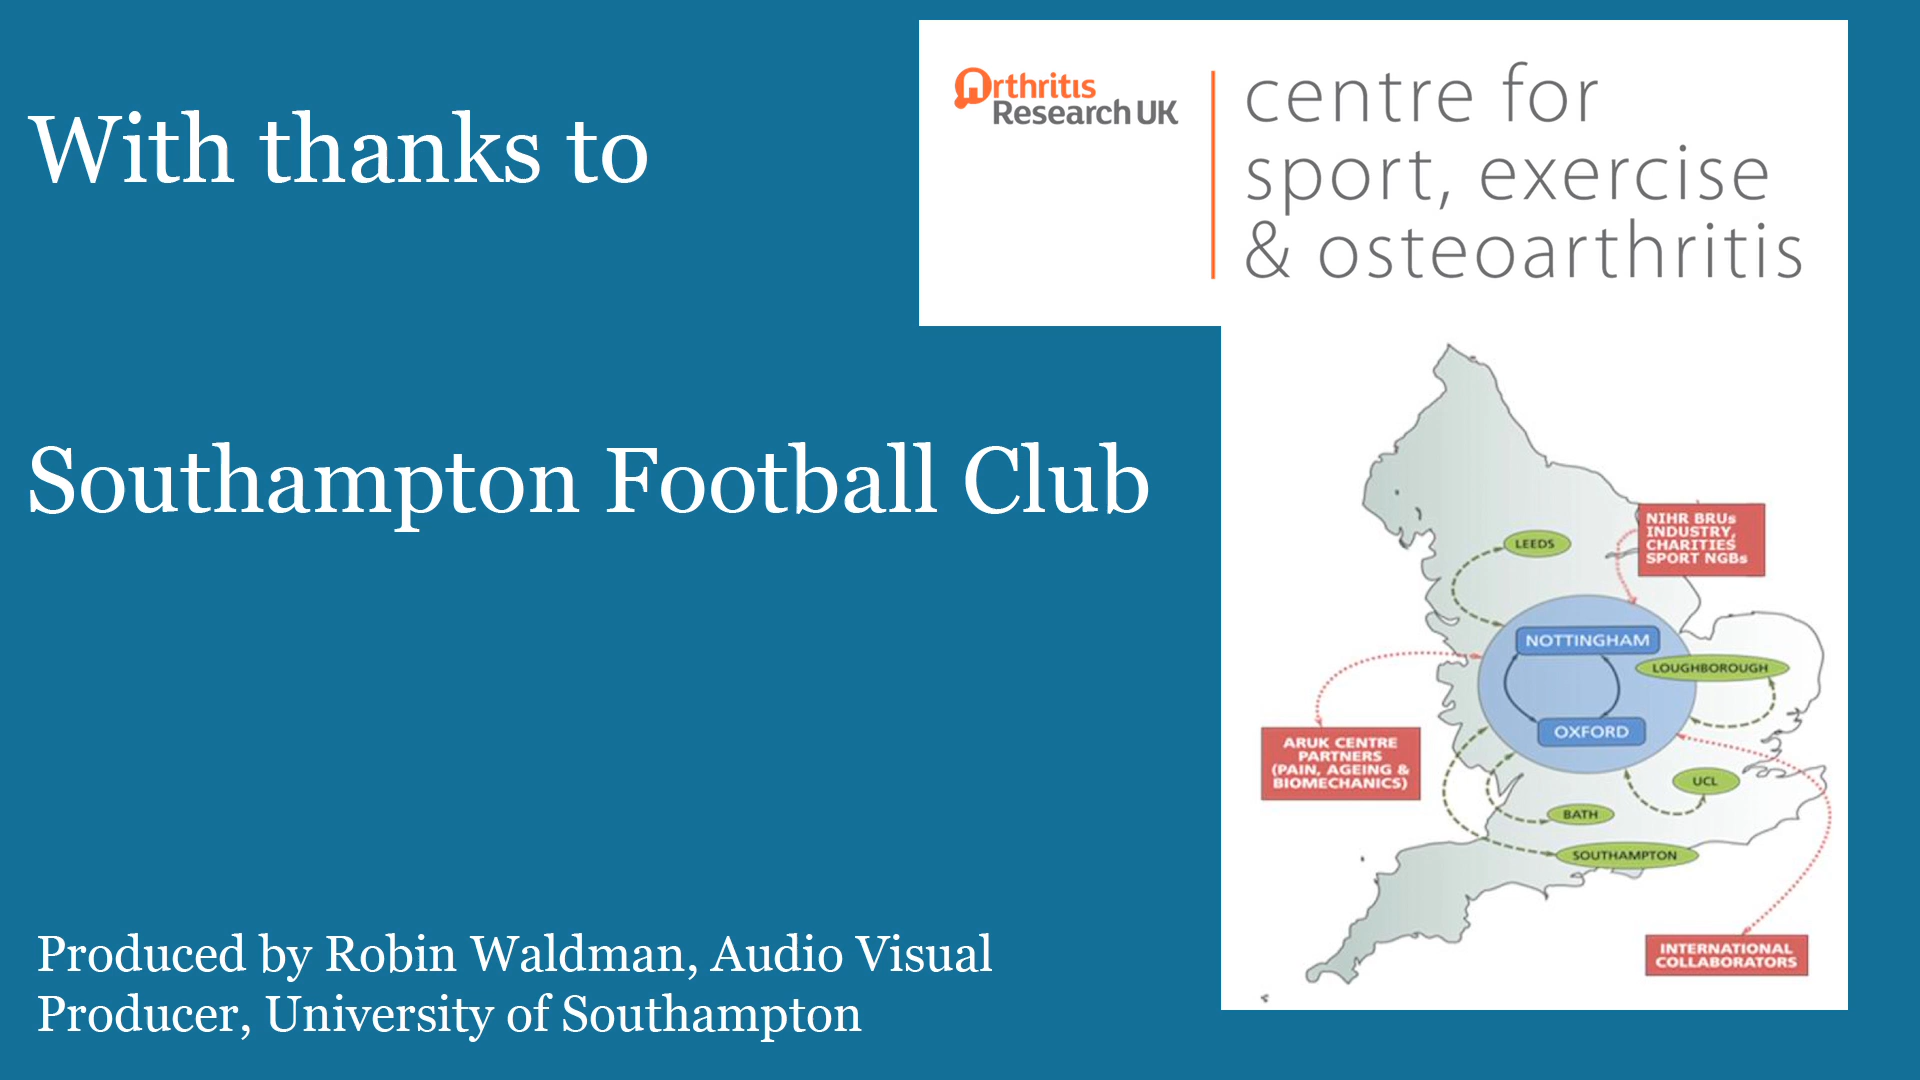 With thanks to
Southampton Football Club
Produced by Robin Waldman, Audio Visual
Producer, University of Southampton
Arthritis
Research UK
centre for
sport, exercise
& osteoarthritis
LEEDS
NIHR BRUs
INDUSTRY,
CHARITIES
SPORT NGBs
NOTTINGHAM
LOUGHBOROUGH
OXFORD
ARUK CENTRE
PARTNERS
(PAIN, AGEING &
BIOMECHANICS)
UCL
BATH
SOUTHAMPTON
INTERNATIONAL
COLLABORATORS